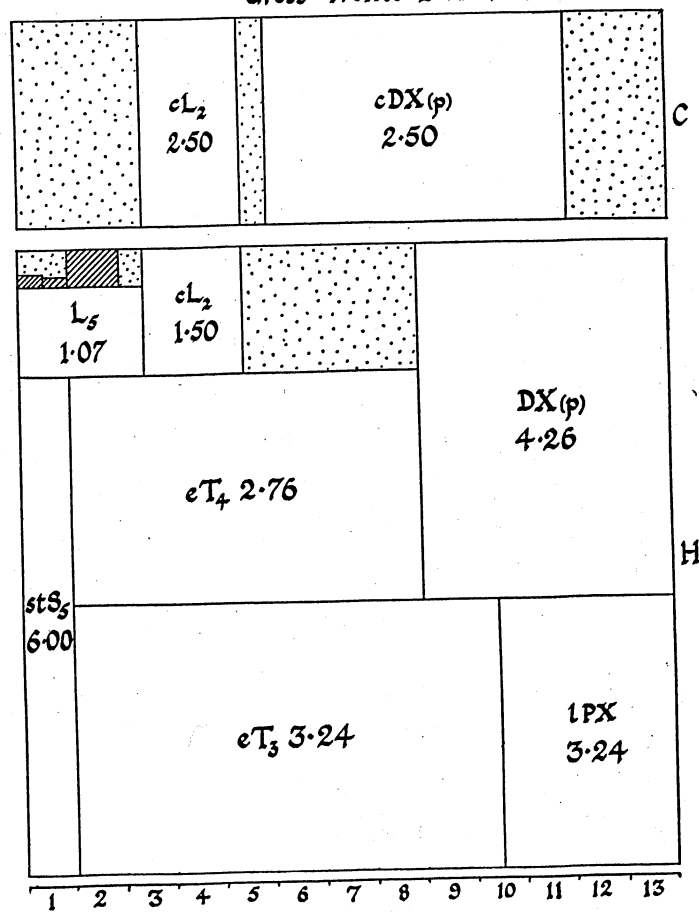 cL₂
2·50
cDX(p)
2·50
C
L₅
1·07
cL₂
1·50
DX(p)
4·26
eT₄ 2·76
H
stS₅
6·00
eT₃ 3·24
lPX
3·24
1 2 3 4 5 6 7 8 9 10 11 12 13